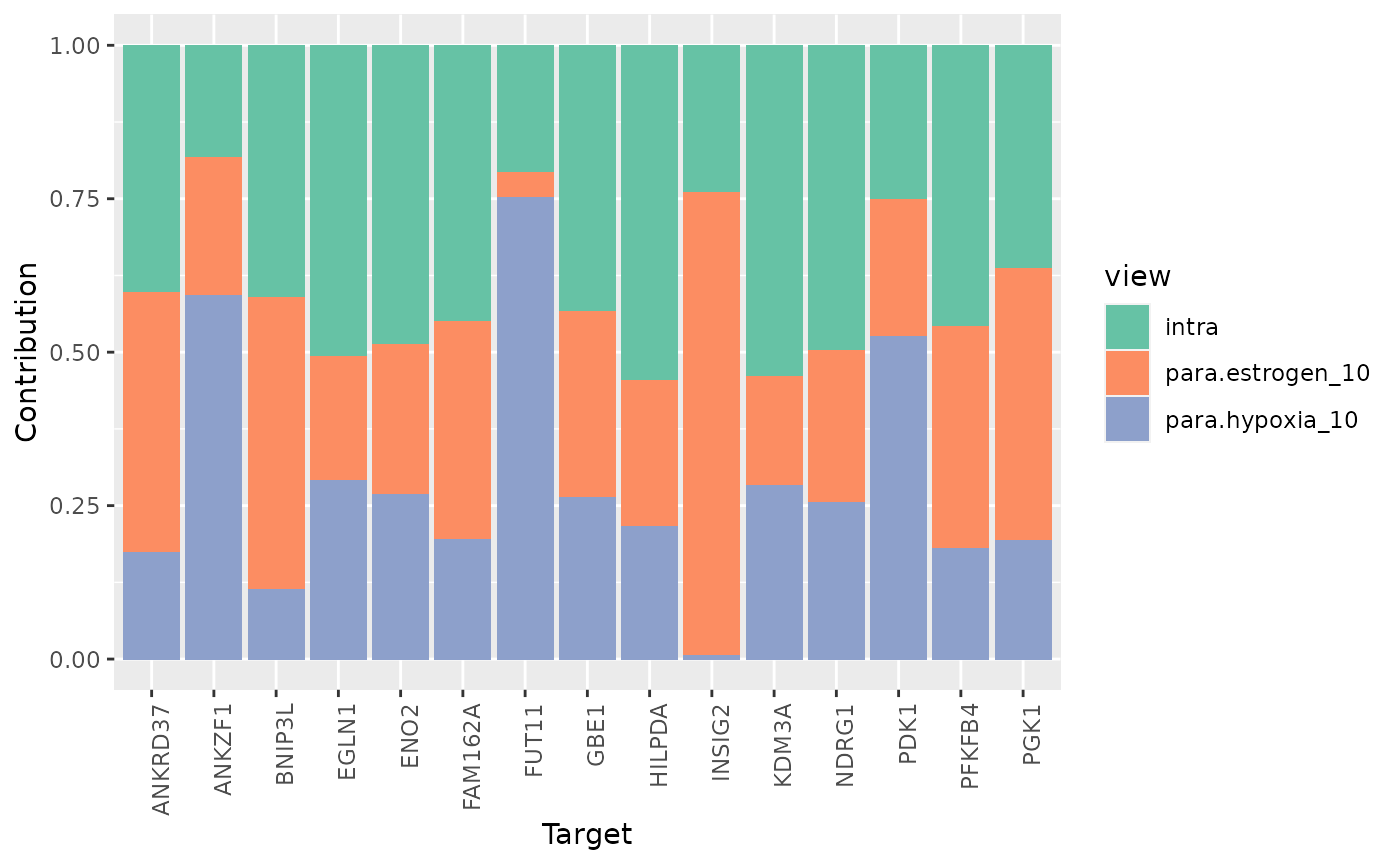 Contribution
1.00
0.75
0.50
0.25
0.00
ANKRD37
ANKZF1
BNIP3L
EGLN1
ENO2
FAM162A
FUT11
GBE1
HILPDA
INSIG2
KDM3A
NDRG1
PDK1
PFKFB4
PGK1
Target
view
intra
para.estrogen_10
para.hypoxia_10